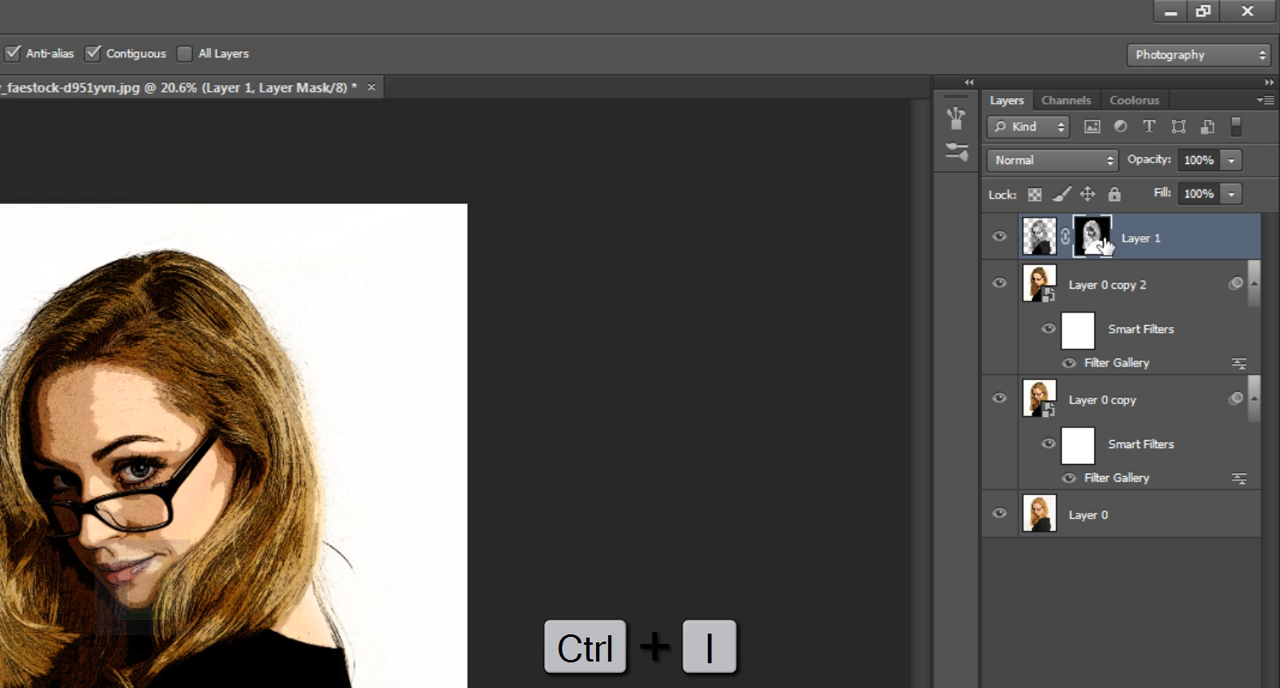 Anti-alias Contiguous All Layers
Photography
_faestock-d951yvn.jpg @ 20.6% (Layer 1, Layer Mask/8) * ×
Layers Channels Coolorus
Kind
Normal Opacity: 100%
Lock: Fill: 100%
Layer 1
Layer 0 copy 2
Smart Filters
Filter Gallery
Layer 0 copy
Smart Filters
Filter Gallery
Layer 0
Ctrl + I